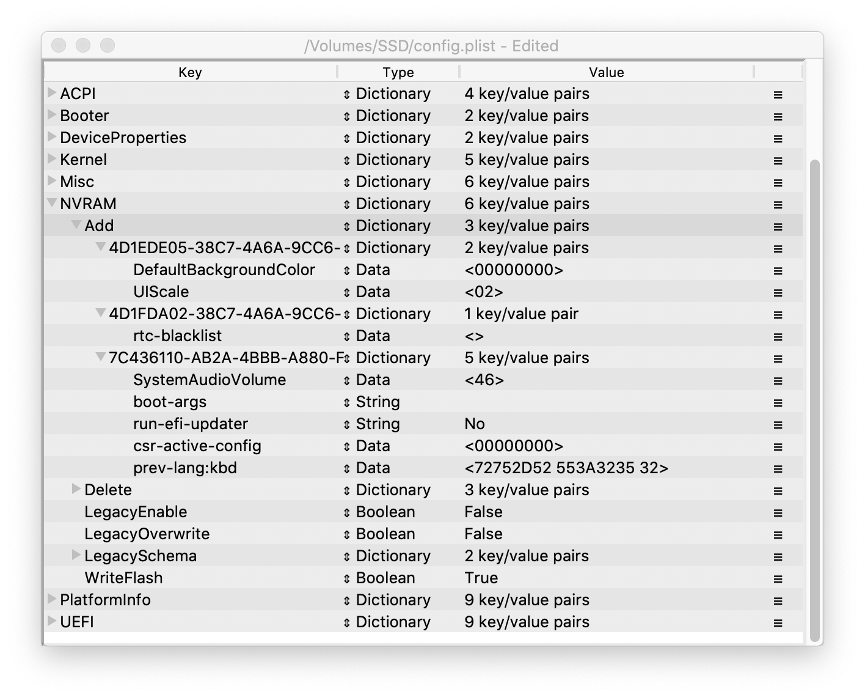 /Volumes/SSD/config.plist - Edited
Key Type Value
ACPI Dictionary 4 key/value pairs
Booter Dictionary 2 key/value pairs
DeviceProperties Dictionary 2 key/value pairs
Kernel Dictionary 5 key/value pairs
Misc Dictionary 6 key/value pairs
NVRAM Dictionary 6 key/value pairs
Add Dictionary 3 key/value pairs
4D1EDE05-38C7-4A6A-9CC6- Dictionary 2 key/value pairs
DefaultBackgroundColor Data <00000000>
UIScale Data <02>
4D1FDA02-38C7-4A6A-9CC6- Dictionary 1 key/value pair
rtc-blacklist Data <>
7C436110-AB2A-4BBB-A880-F Dictionary 5 key/value pairs
SystemAudioVolume Data <46>
boot-args String
run-efi-updater String No
csr-active-config Data <00000000>
prev-lang:kbd Data <72752D52 553A3235 32>
Delete Dictionary 3 key/value pairs
LegacyEnable Boolean False
LegacyOverwrite Boolean False
LegacySchema Dictionary 2 key/value pairs
WriteFlash Boolean True
PlatformInfo Dictionary 9 key/value pairs
UEFI Dictionary 9 key/value pairs